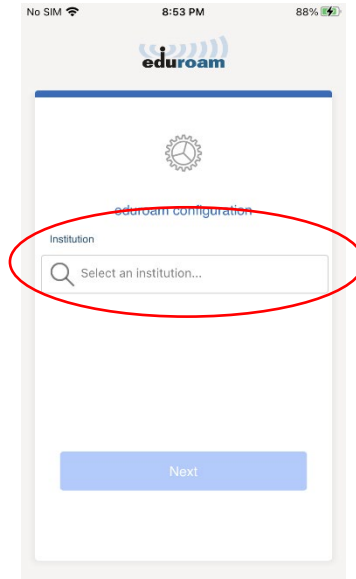 No SIM 8:53 PM 88%
eduroam
eduroam configuration
Institution
Select an institution...
Next